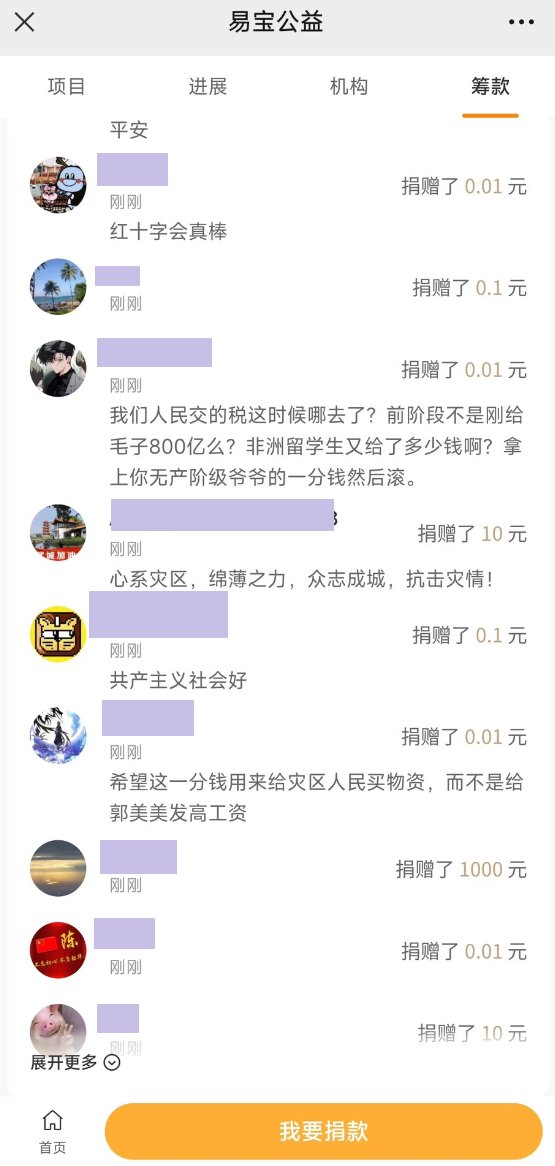 易宝公益
项目
进展
机构
筹款
平安
捐赠了 0.01 元
刚刚
红十字会真棒
捐赠了 0.1 元
刚刚
捐赠了 0.01 元
刚刚
我们人民交的税这时候哪去了？前阶段不是刚给
毛子800亿么？非洲留学生又给了多少钱啊？拿
上你无产阶级爷爷的一分钱然后滚。
捐赠了 10 元
刚刚
心系灾区，绵薄之力，众志成城，抗击灾情！
捐赠了 0.1 元
刚刚
共产主义社会好
捐赠了 0.01 元
刚刚
希望这一分钱用来给灾区人民买物资，而不是给
郭美美发高工资
捐赠了 1000 元
刚刚
陈
捐赠了 0.01 元
刚刚
捐赠了 10 元
刚刚
展开更多
首页
我要捐款